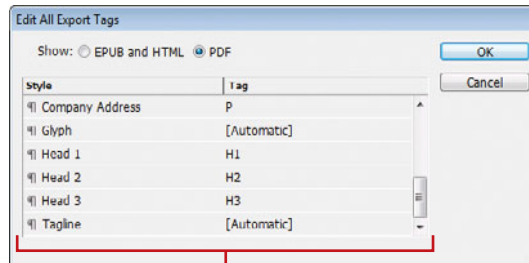 Edit All Export Tags
Show: EPUB and HTML PDF
OK
Style Tag
Cancel
¶ Company Address P
¶ Glyph [Automatic]
¶ Head 1 H1
¶ Head 2 H2
¶ Head 3 H3
¶ Tagline [Automatic]